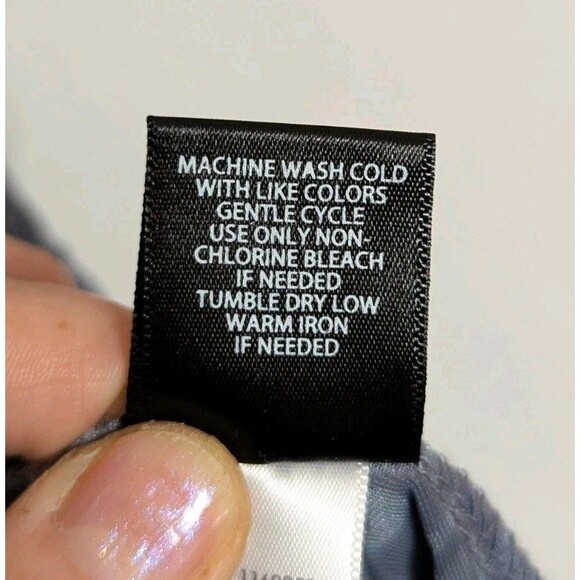 MACHINE WASH COLD
WITH LIKE COLORS
GENTLE CYCLE
USE ONLY NON-
CHLORINE BLEACH
IF NEEDED
TUMBLE DRY LOW
WARM IRON
IF NEEDED